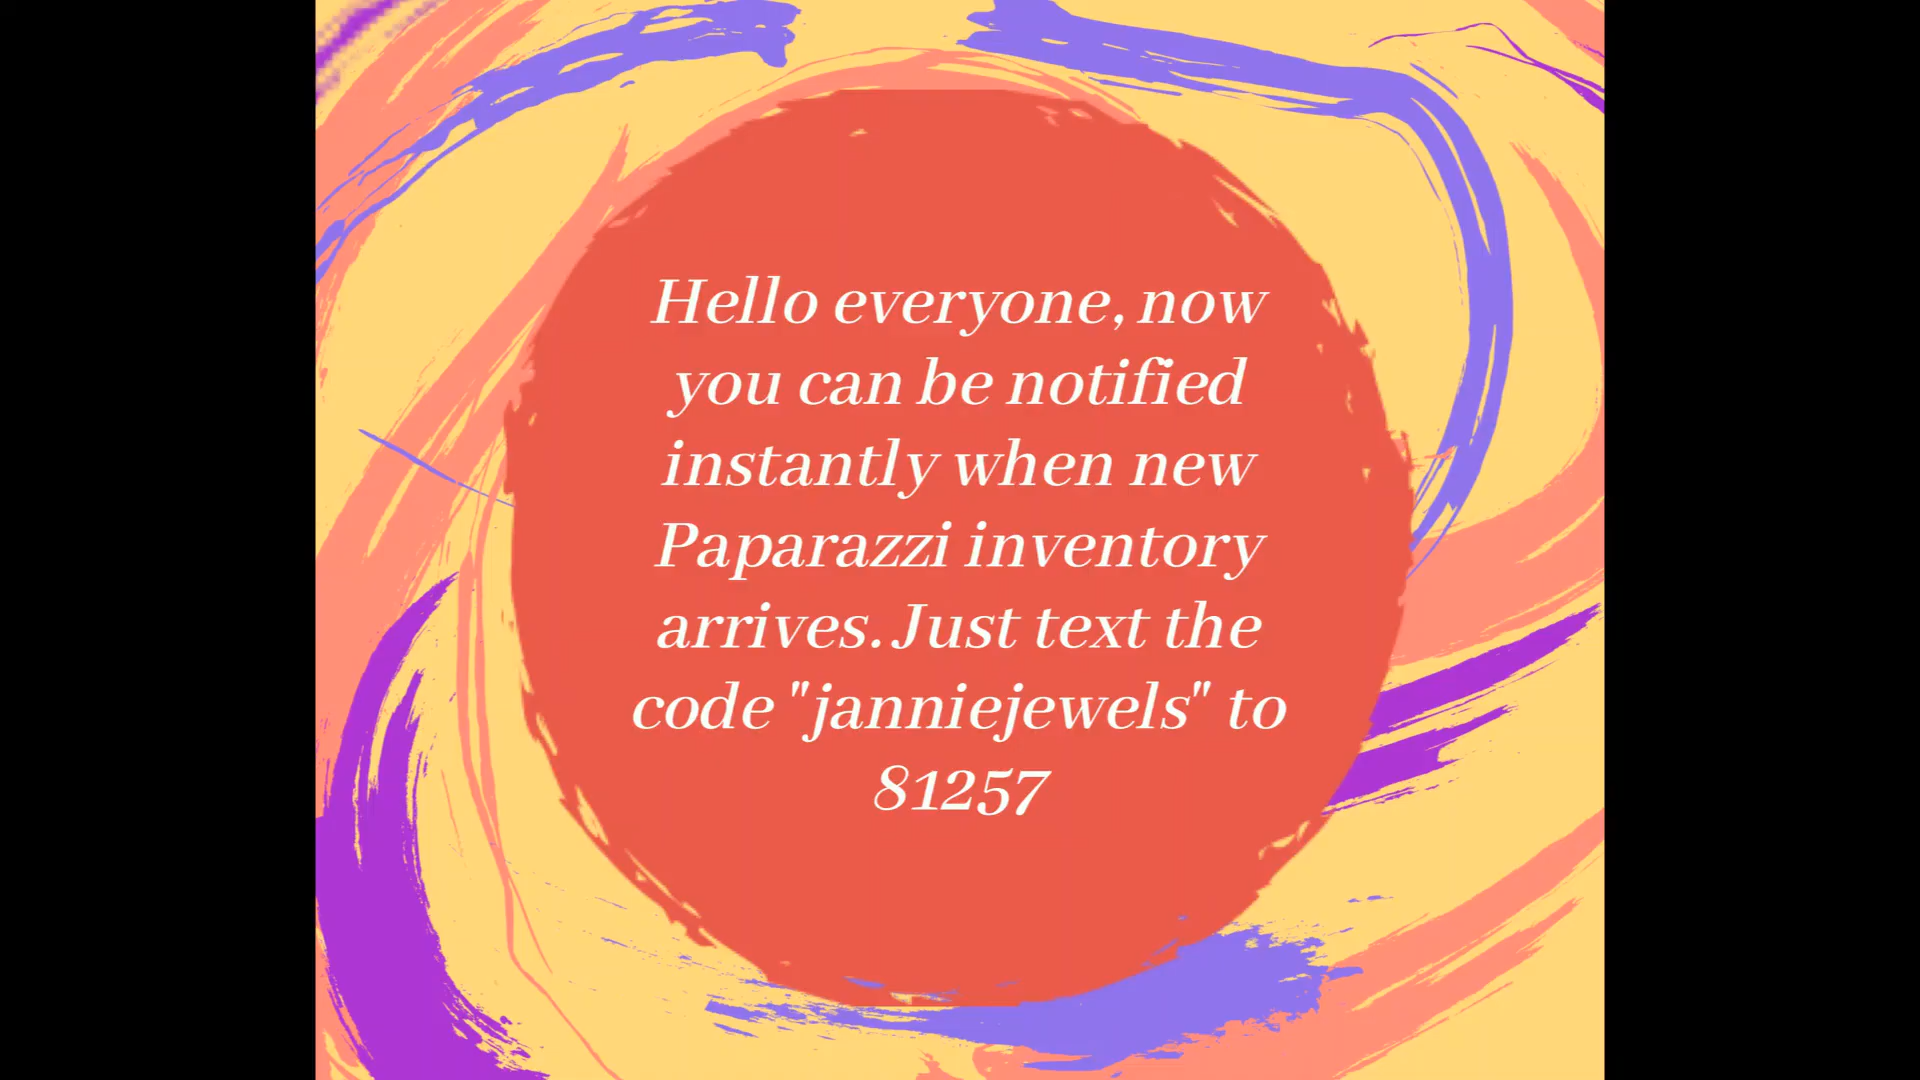 Hello everyone, now
you can be notified
instantly when new
Paparazzi inventory
arrives. Just text the
code "janniejewels" to
81257